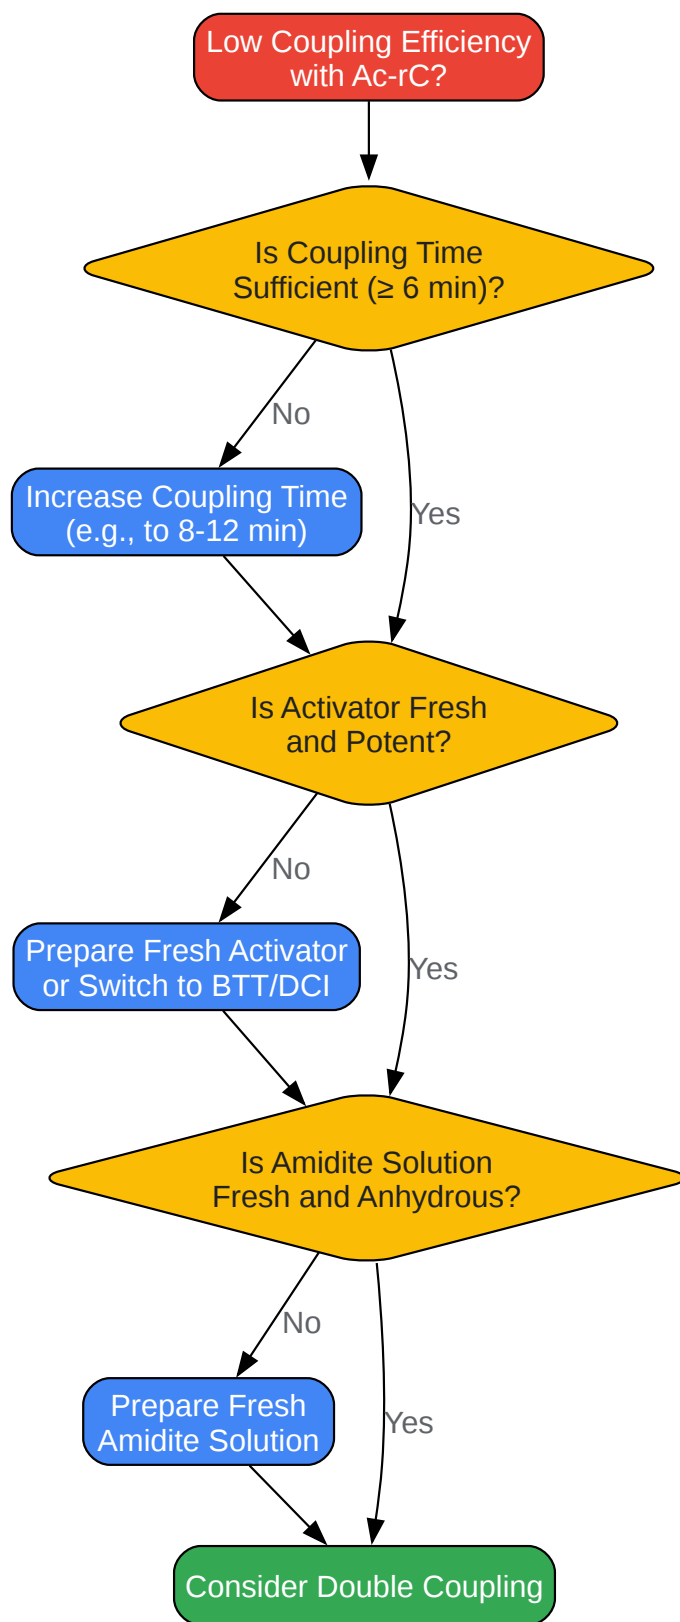 Low Coupling Efficiency
with Ac-rC?
Is Coupling Time
Sufficient (≥ 6 min)?
No
Increase Coupling Time
(e.g., to 8-12 min)
Yes
Is Activator Fresh
and Potent?
No
Prepare Fresh Activator
or Switch to BTT/DCI
Yes
Is Amidite Solution
Fresh and Anhydrous?
No
Prepare Fresh
Amidite Solution
Yes
Consider Double Coupling